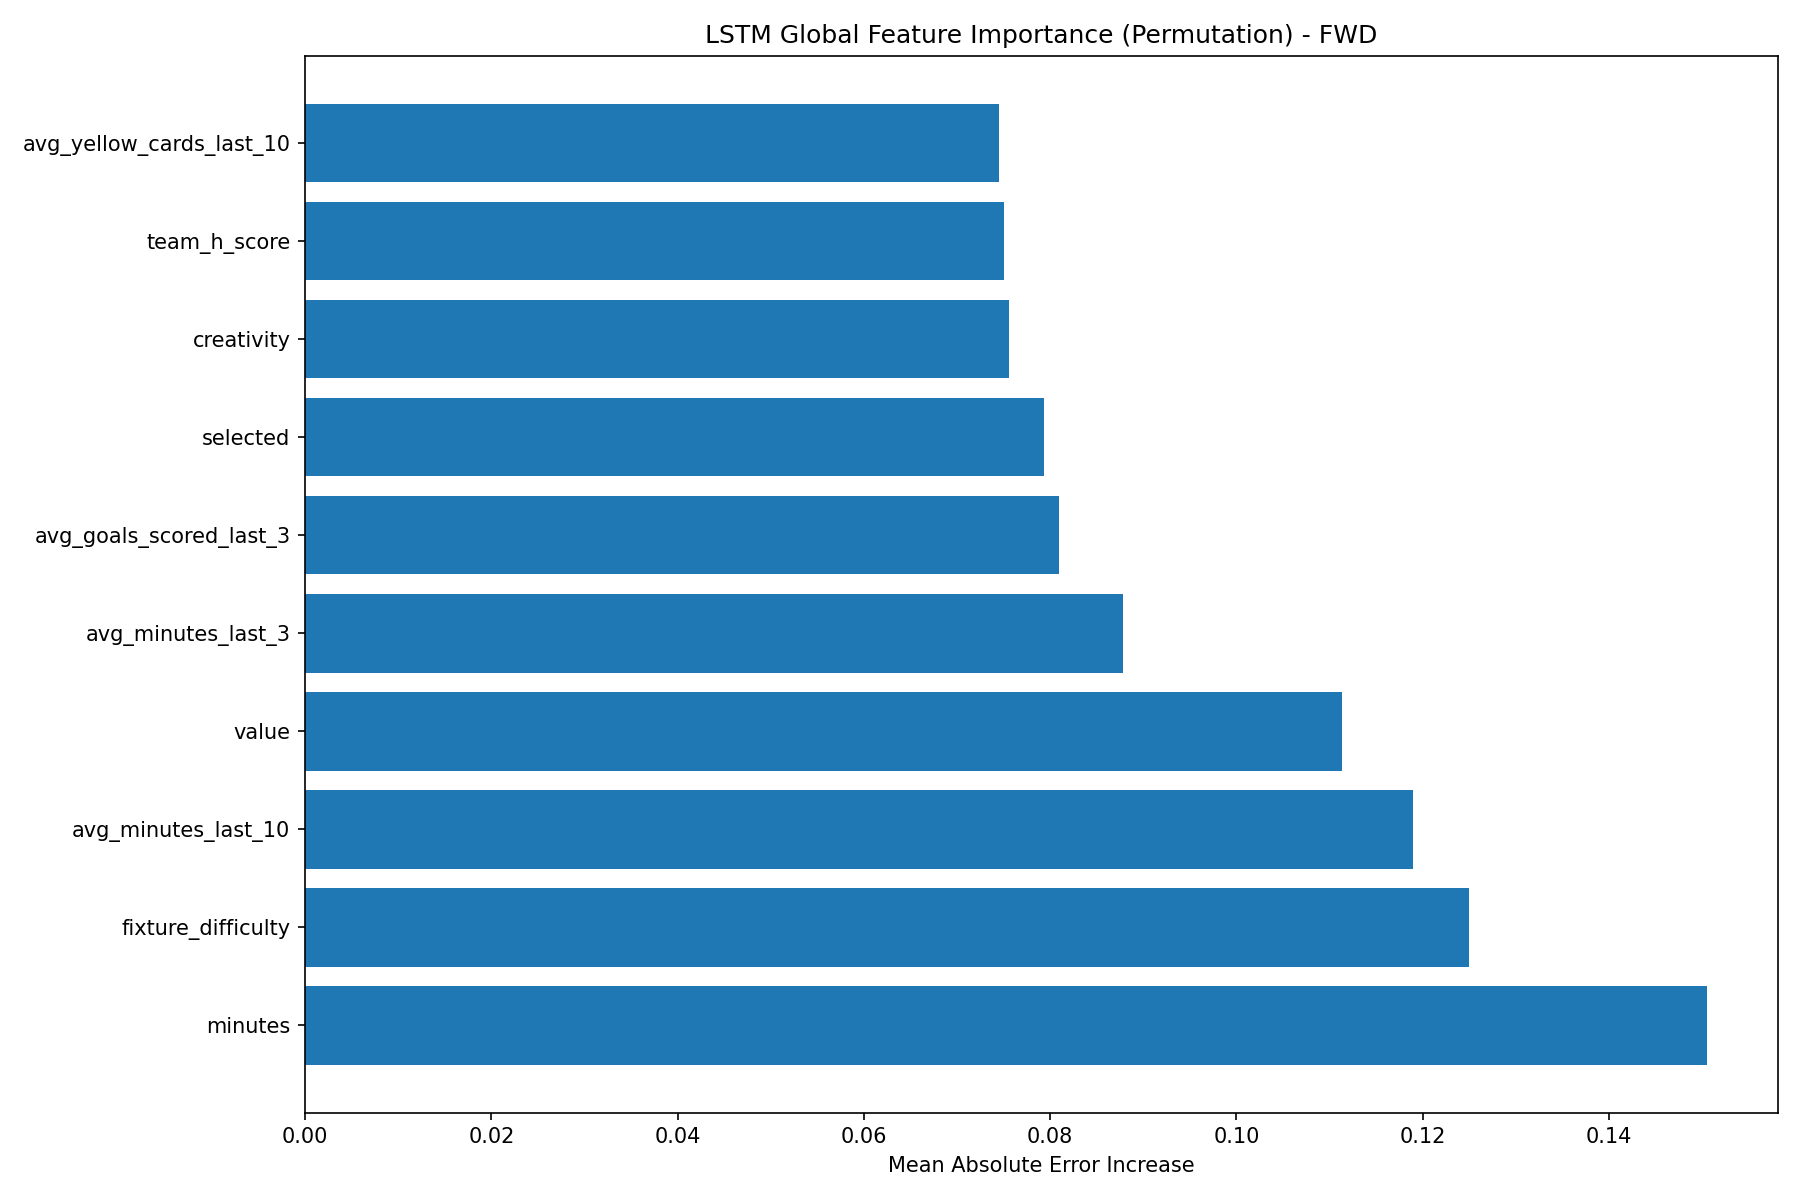 LSTM Global Feature Importance (Permutation) - FWD
avg_yellow_cards_last_10
team_h_score
creativity
selected
avg_goals_scored_last_3
avg_minutes_last_3
value
avg_minutes_last_10
fixture_difficulty
minutes
0.00 0.02 0.04 0.06 0.08 0.10 0.12 0.14
Mean Absolute Error Increase